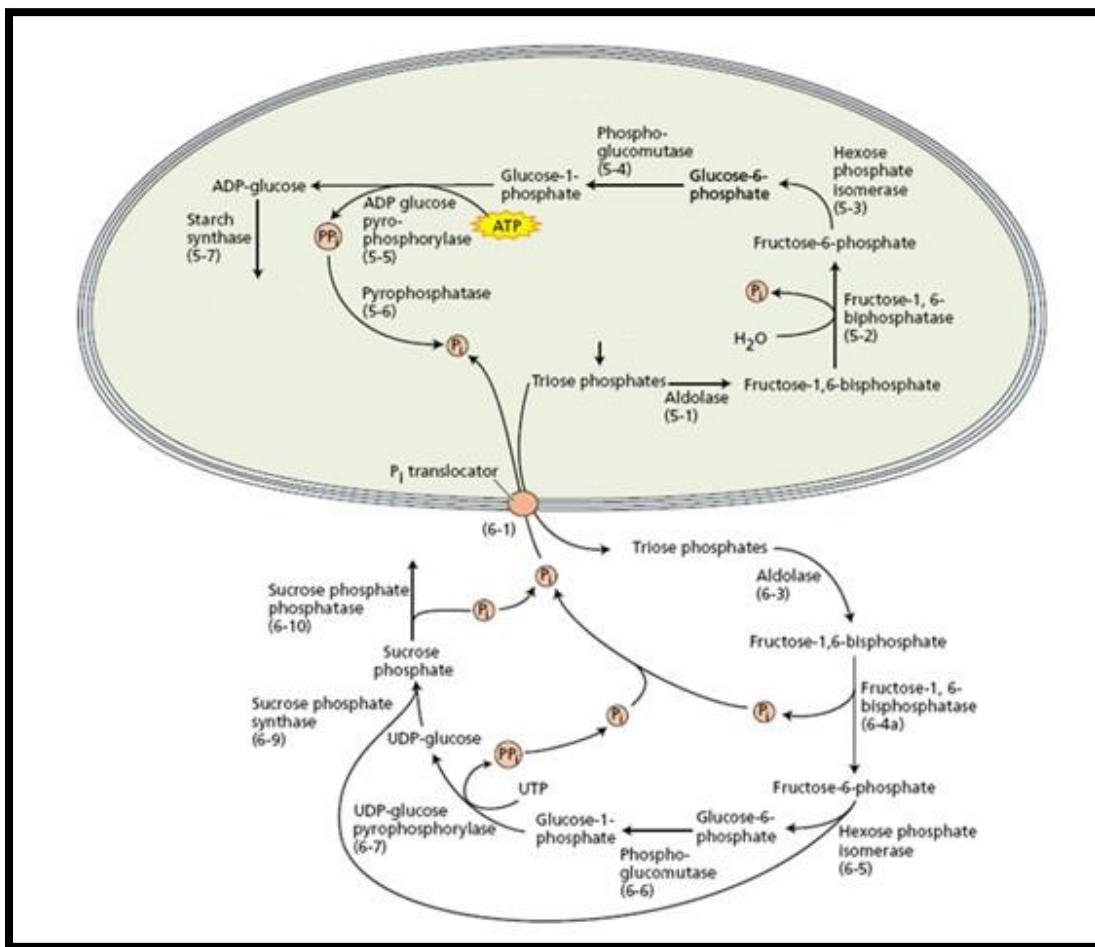 Phospho-
glucomutase
(5-4)
Hexose
phosphate
isomerase
(5-3)
ADP-glucose
Glucose-1-
phosphate
Glucose-6-
phosphate
Starch
synthase
(5-7)
PPi
ADP glucose
pyro-
phosphorylase
(5-5)
ATP
Fructose-6-phosphate
Pyrophosphatase
(5-6)
Pi
Pi
H2O
Fructose-1, 6-
biphosphatase
(5-2)
Triose phosphates
Aldolase
(5-1)
Fructose-1,6-bisphosphate
Pi translocator
(6-1)
Triose phosphates
Aldolase
(6-3)
Pi
Sucrose phosphate
phosphatase
(6-10)
Pi
Sucrose
phosphate
Fructose-1,6-bisphosphate
Sucrose phosphate
synthase
(6-9)
Fructose-1, 6-
bisphosphatase
(6-4a)
Pi
Pi
UDP-glucose
PPi
UTP
Fructose-6-phosphate
UDP-glucose
pyrophosphorylase
(6-7)
Glucose-1-
phosphate
Glucose-6-
phosphate
Phospho-
glucomutase
(6-6)
Hexose phosphate
isomerase
(6-5)